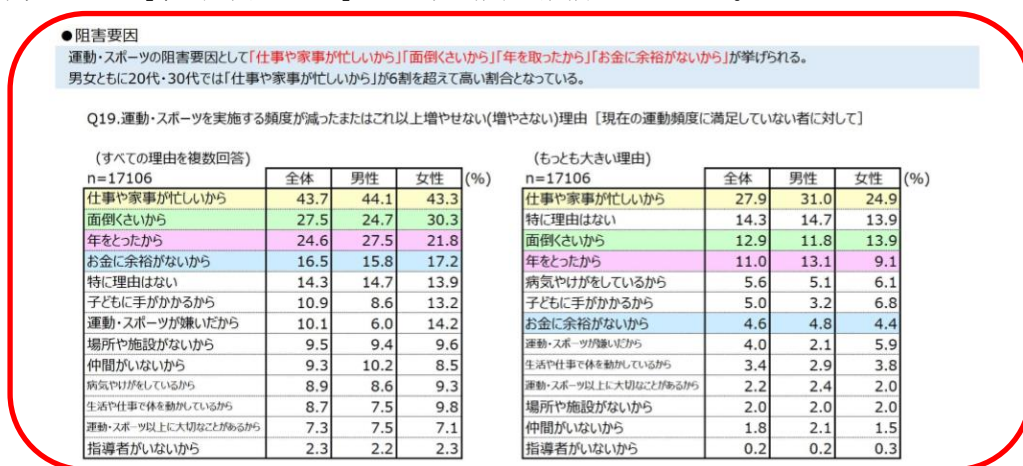 ●阻害要因
運動・スポーツの阻害要因として「仕事や家事が忙しいから」「面倒くさいから」「年を取ったから」「お金に余裕がないから」が挙げられる。
男女ともに20代・30代では「仕事や家事が忙しいから」が6割を超えて高い割合となっている。
Q19.運動・スポーツを実施する頻度が減ったまたはこれ以上増やせない(増やさない)理由［現在の運動頻度に満足していない者に対して］
(すべての理由を複数回答)
n=17106 全体 男性 女性 (%)
仕事や家事が忙しいから 43.7 44.1 43.3
面倒くさいから 27.5 24.7 30.3
年をとったから 24.6 27.5 21.8
お金に余裕がないから 16.5 15.8 17.2
特に理由はない 14.3 14.7 13.9
子どもに手がかかるから 10.9 8.6 13.2
運動・スポーツが嫌いだから 10.1 6.0 14.2
場所や施設がないから 9.5 9.4 9.6
仲間がいないから 9.3 10.2 8.5
病気やけがをしているから 8.9 8.6 9.3
生活や仕事で体を動かしているから 8.7 7.5 9.8
運動・スポーツ以上に大切なことがあるから 7.3 7.5 7.1
指導者がいないから 2.3 2.2 2.3
(もっとも大きい理由)
n=17106 全体 男性 女性 (%)
仕事や家事が忙しいから 27.9 31.0 24.9
特に理由はない 14.3 14.7 13.9
面倒くさいから 12.9 11.8 13.9
年をとったから 11.0 13.1 9.1
病気やけがをしているから 5.6 5.1 6.1
子どもに手がかかるから 5.0 3.2 6.8
お金に余裕がないから 4.6 4.8 4.4
運動・スポーツが嫌いだから 4.0 2.1 5.9
生活や仕事で体を動かしているから 3.4 2.9 3.8
運動・スポーツ以上に大切なことがあるから 2.2 2.4 2.0
場所や施設がないから 2.0 2.0 2.0
仲間がいないから 1.8 2.1 1.5
指導者がいないから 0.2 0.2 0.3